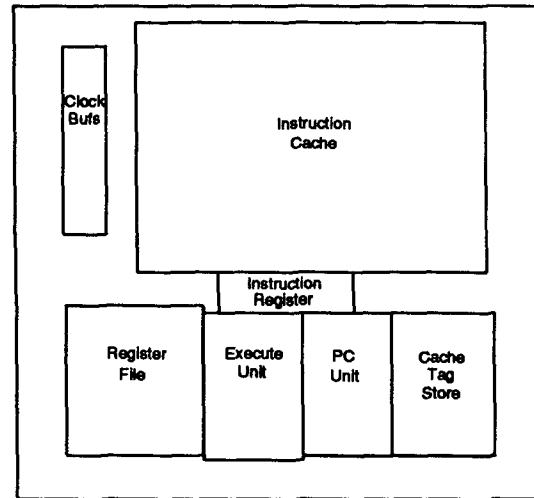 Clock
Bufs
Instruction
Cache
Instruction
Register
Register
File
Execute
Unit
PC
Unit
Cache
Tag
Store